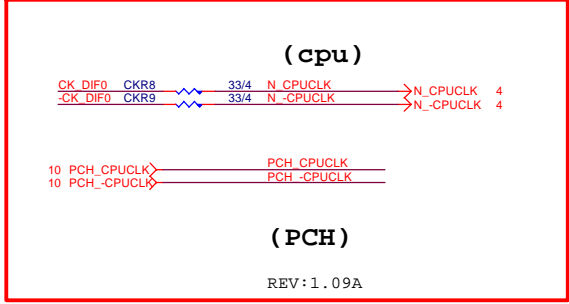 (cpu)
CK_DIF0 CKR8 33/4 N_CPUCLK N_CPUCLK 4
-CK_DIF0 CKR9 33/4 N_-CPUCLK N_-CPUCLK 4
10 PCH_CPUCLK PCH_CPUCLK
10 PCH_-CPUCLK PCH_-CPUCLK
(PCH)
REV:1.09A